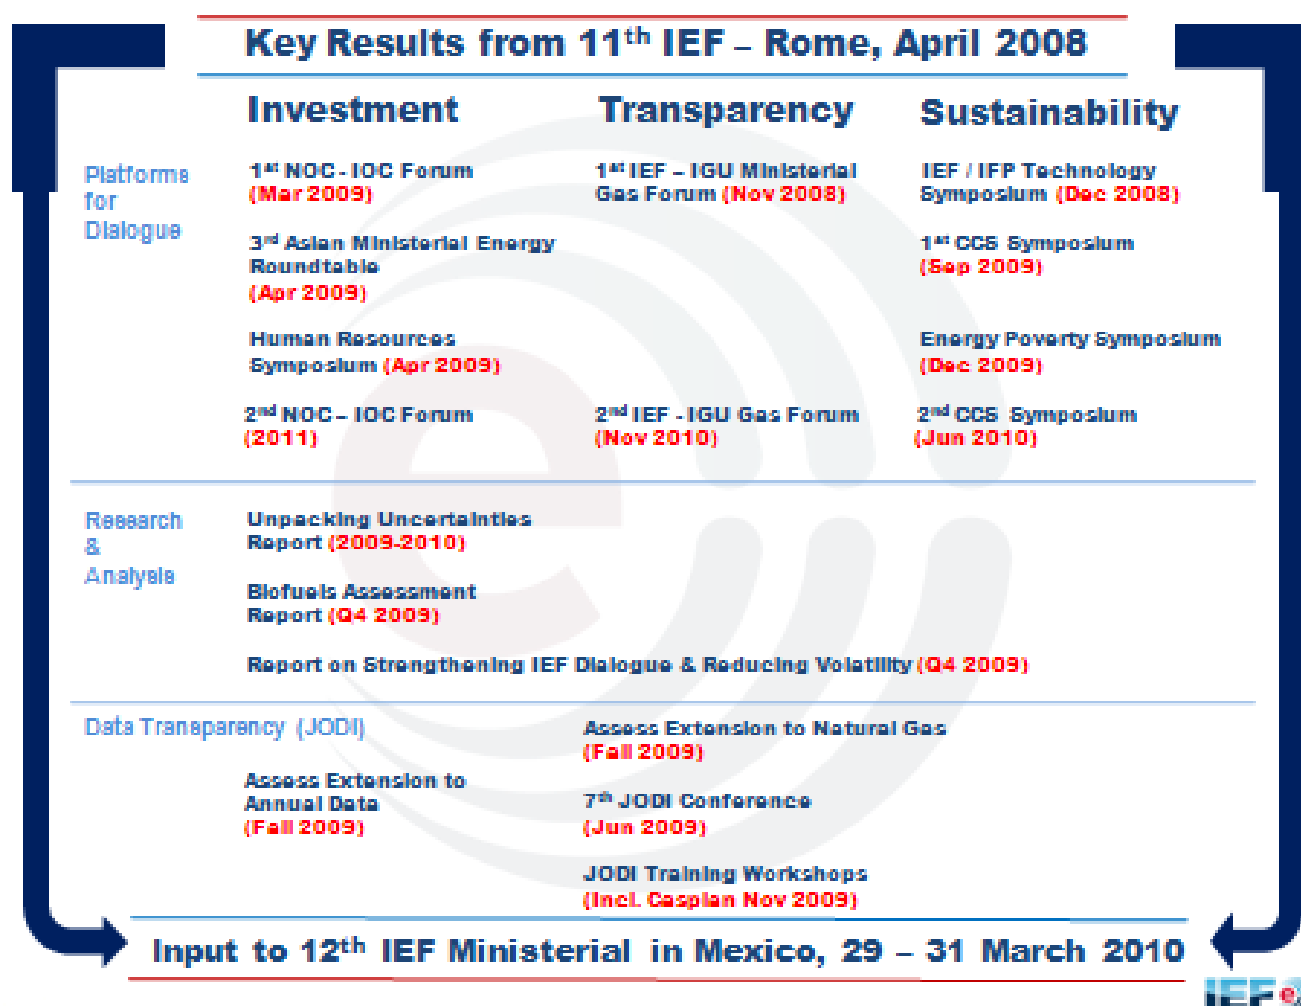 Key Results from 11th IEF – Rome, April 2008
Investment
Transparency
Sustainability
Platforms
for
Dialogue
1st NOC - IOC Forum
(Mar 2009)
3rd Asian Ministerial Energy
Roundtable
(Apr 2009)
Human Resources
Symposium (Apr 2009)
2nd NOC – IOC Forum
(2011)
1st IEF – IGU Ministerial
Gas Forum (Nov 2008)
2nd IEF - IGU Gas Forum
(Nov 2010)
IEF / IFP Technology
Symposium (Dec 2008)
1st CCS Symposium
(Sep 2009)
Energy Poverty Symposium
(Dec 2009)
2nd CCS Symposium
(Jun 2010)
Research
&
Analysis
Unpacking Uncertainties
Report (2009-2010)
Biofuels Assessment
Report (Q4 2009)
Report on Strengthening IEF Dialogue & Reducing Volatility (Q4 2009)
Data Transparency (JODI)
Assess Extension to
Annual Data
(Fall 2009)
Assess Extension to Natural Gas
(Fall 2009)
7th JODI Conference
(Jun 2009)
JODI Training Workshops
(Incl. Caspian Nov 2009)
Input to 12th IEF Ministerial in Mexico, 29 – 31 March 2010
IEF e